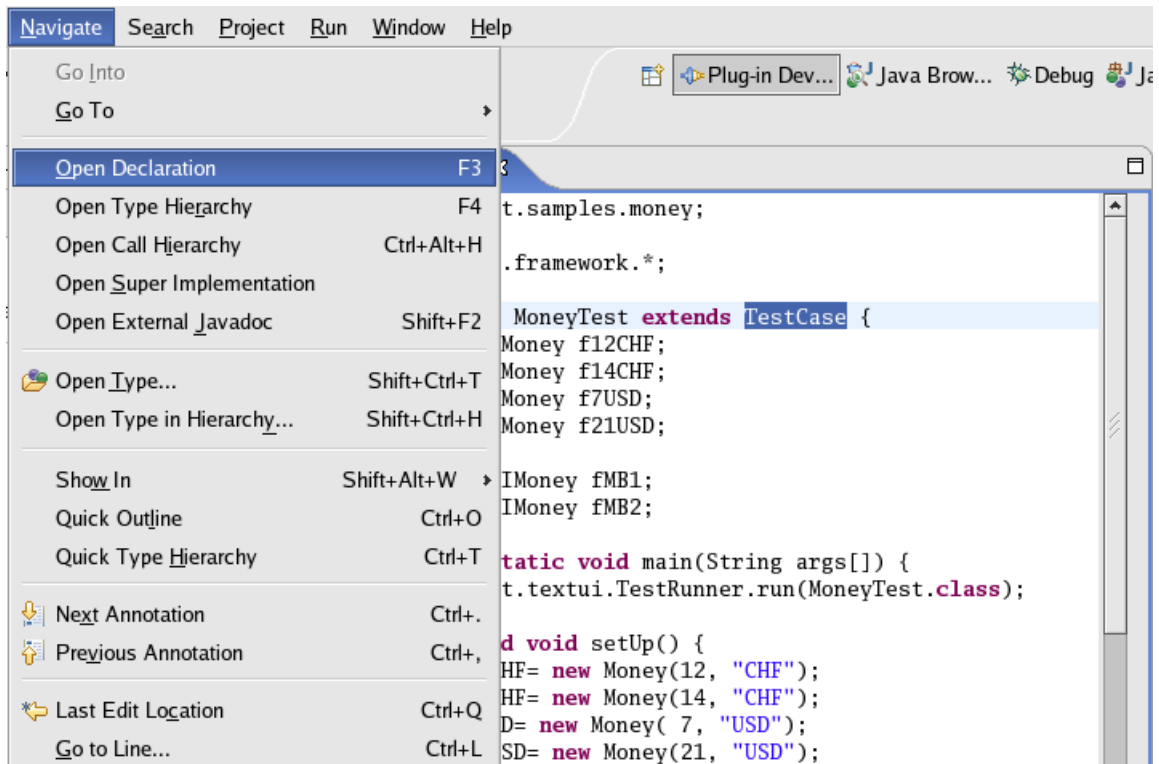 Navigate Search Project Run Window Help
Plug-in Dev... Java Brow... Debug Ja
Go Into
Go To
Open Declaration F3
Open Type Hierarchy F4
Open Call Hierarchy Ctrl+Alt+H
Open Super Implementation
Open External Javadoc Shift+F2
Open Type... Shift+Ctrl+T
Open Type in Hierarchy... Shift+Ctrl+H
Show In Shift+Alt+W
Quick Outline Ctrl+O
Quick Type Hierarchy Ctrl+T
Next Annotation Ctrl+.
Previous Annotation Ctrl+,
Last Edit Location Ctrl+Q
Go to Line... Ctrl+L
t.samples.money;
.framework.*;
MoneyTest extends TestCase {
Money f12CHF;
Money f14CHF;
Money f7USD;
Money f21USD;
IMoney fMB1;
IMoney fMB2;
tatic void main(String args[]) {
t.textui.TestRunner.run(MoneyTest.class);
d void setUp() {
HF= new Money(12, "CHF");
HF= new Money(14, "CHF");
D= new Money( 7, "USD");
SD= new Money(21, "USD");